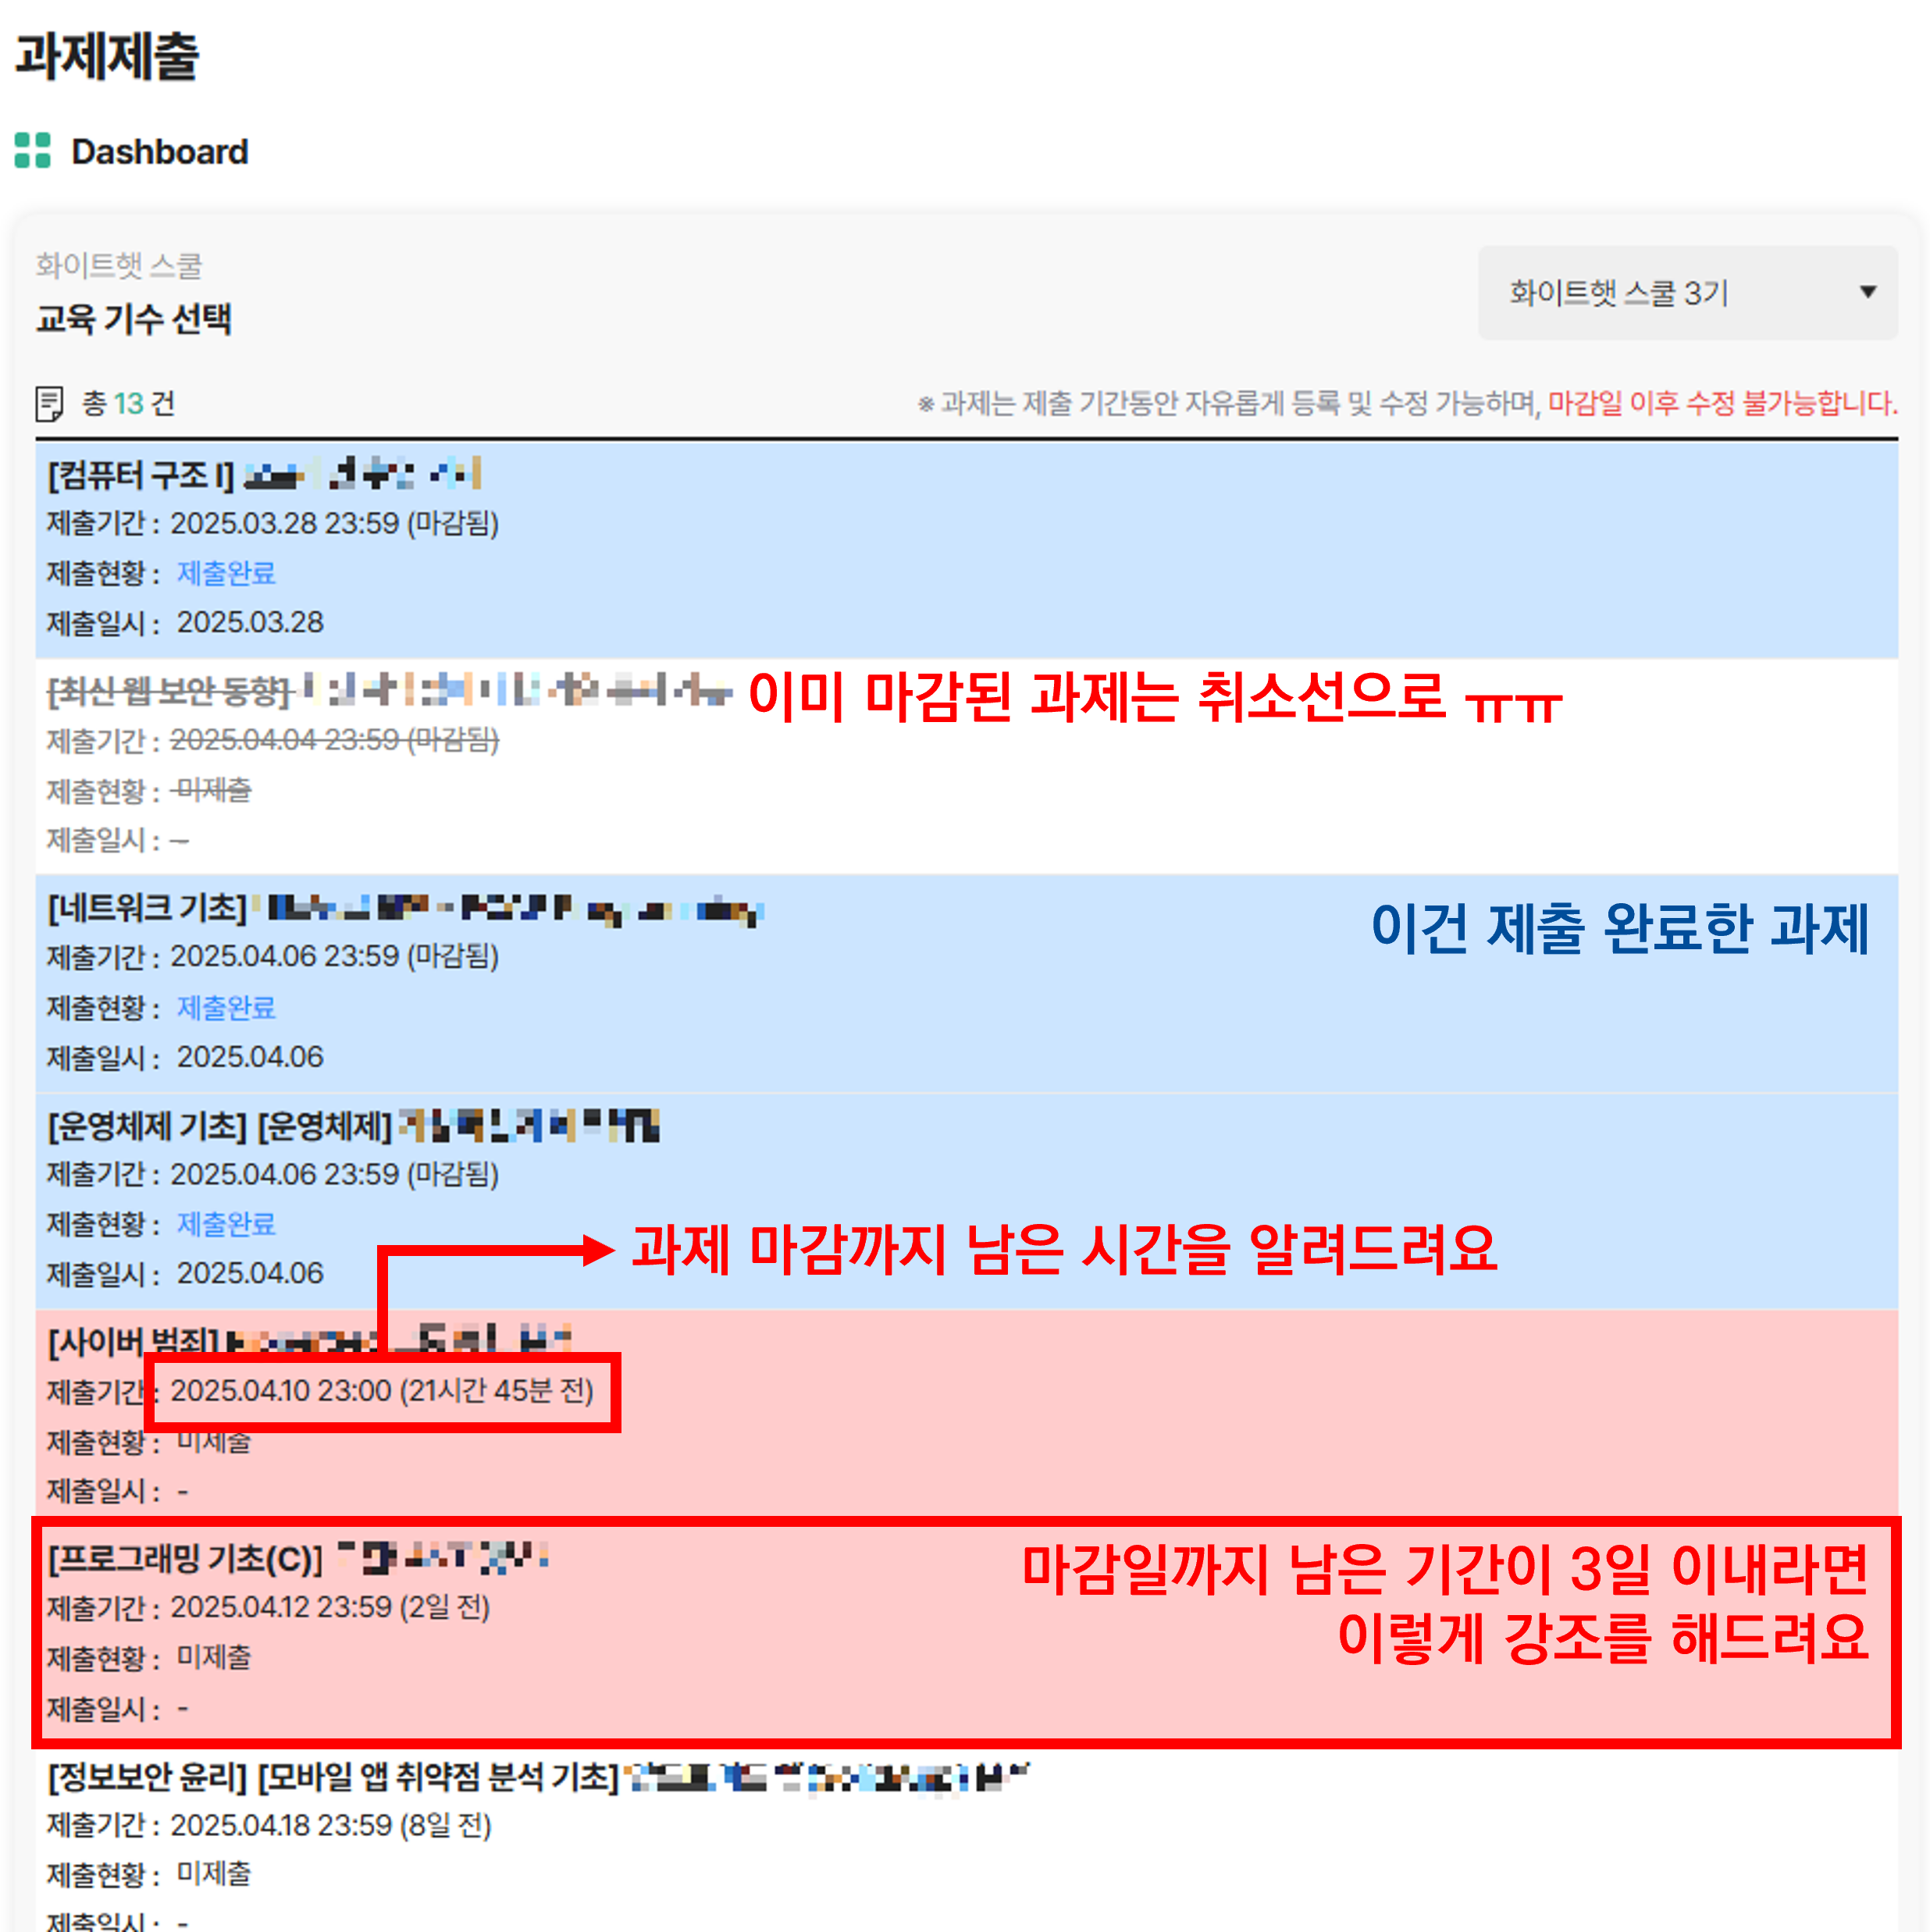 과제제출
Dashboard
화이트햇 스쿨
교육 기수 선택
화이트햇 스쿨 3기
총 13 건
※ 과제는 제출 기간동안 자유롭게 등록 및 수정 가능하며, 마감일 이후 수정 불가능합니다.
[컴퓨터 구조 I]
제출기간 : 2025.03.28 23:59 (마감됨)
제출현황 : 제출완료
제출일시 : 2025.03.28
[최신 웹 보안 동향]
이미 마감된 과제는 취소선으로 ㅠㅠ
제출기간 : 2025.04.04 23:59 (마감됨)
제출현황 : 미제출
제출일시 : -
[네트워크 기초]
이건 제출 완료한 과제
제출기간 : 2025.04.06 23:59 (마감됨)
제출현황 : 제출완료
제출일시 : 2025.04.06
[운영체제 기초] [운영체제]
제출기간 : 2025.04.06 23:59 (마감됨)
제출현황 : 제출완료
과제 마감까지 남은 시간을 알려드려요
제출일시 : 2025.04.06
[사이버 범죄]
제출기간 : 2025.04.10 23:00 (21시간 45분 전)
제출현황 : 미제출
제출일시 : -
[프로그래밍 기초(C)]
마감일까지 남은 기간이 3일 이내라면
이렇게 강조를 해드려요
제출기간 : 2025.04.12 23:59 (2일 전)
제출현황 : 미제출
제출일시 : -
[정보보안 윤리] [모바일 앱 취약점 분석 기초]
제출기간 : 2025.04.18 23:59 (8일 전)
제출현황 : 미제출
제출일시 : -